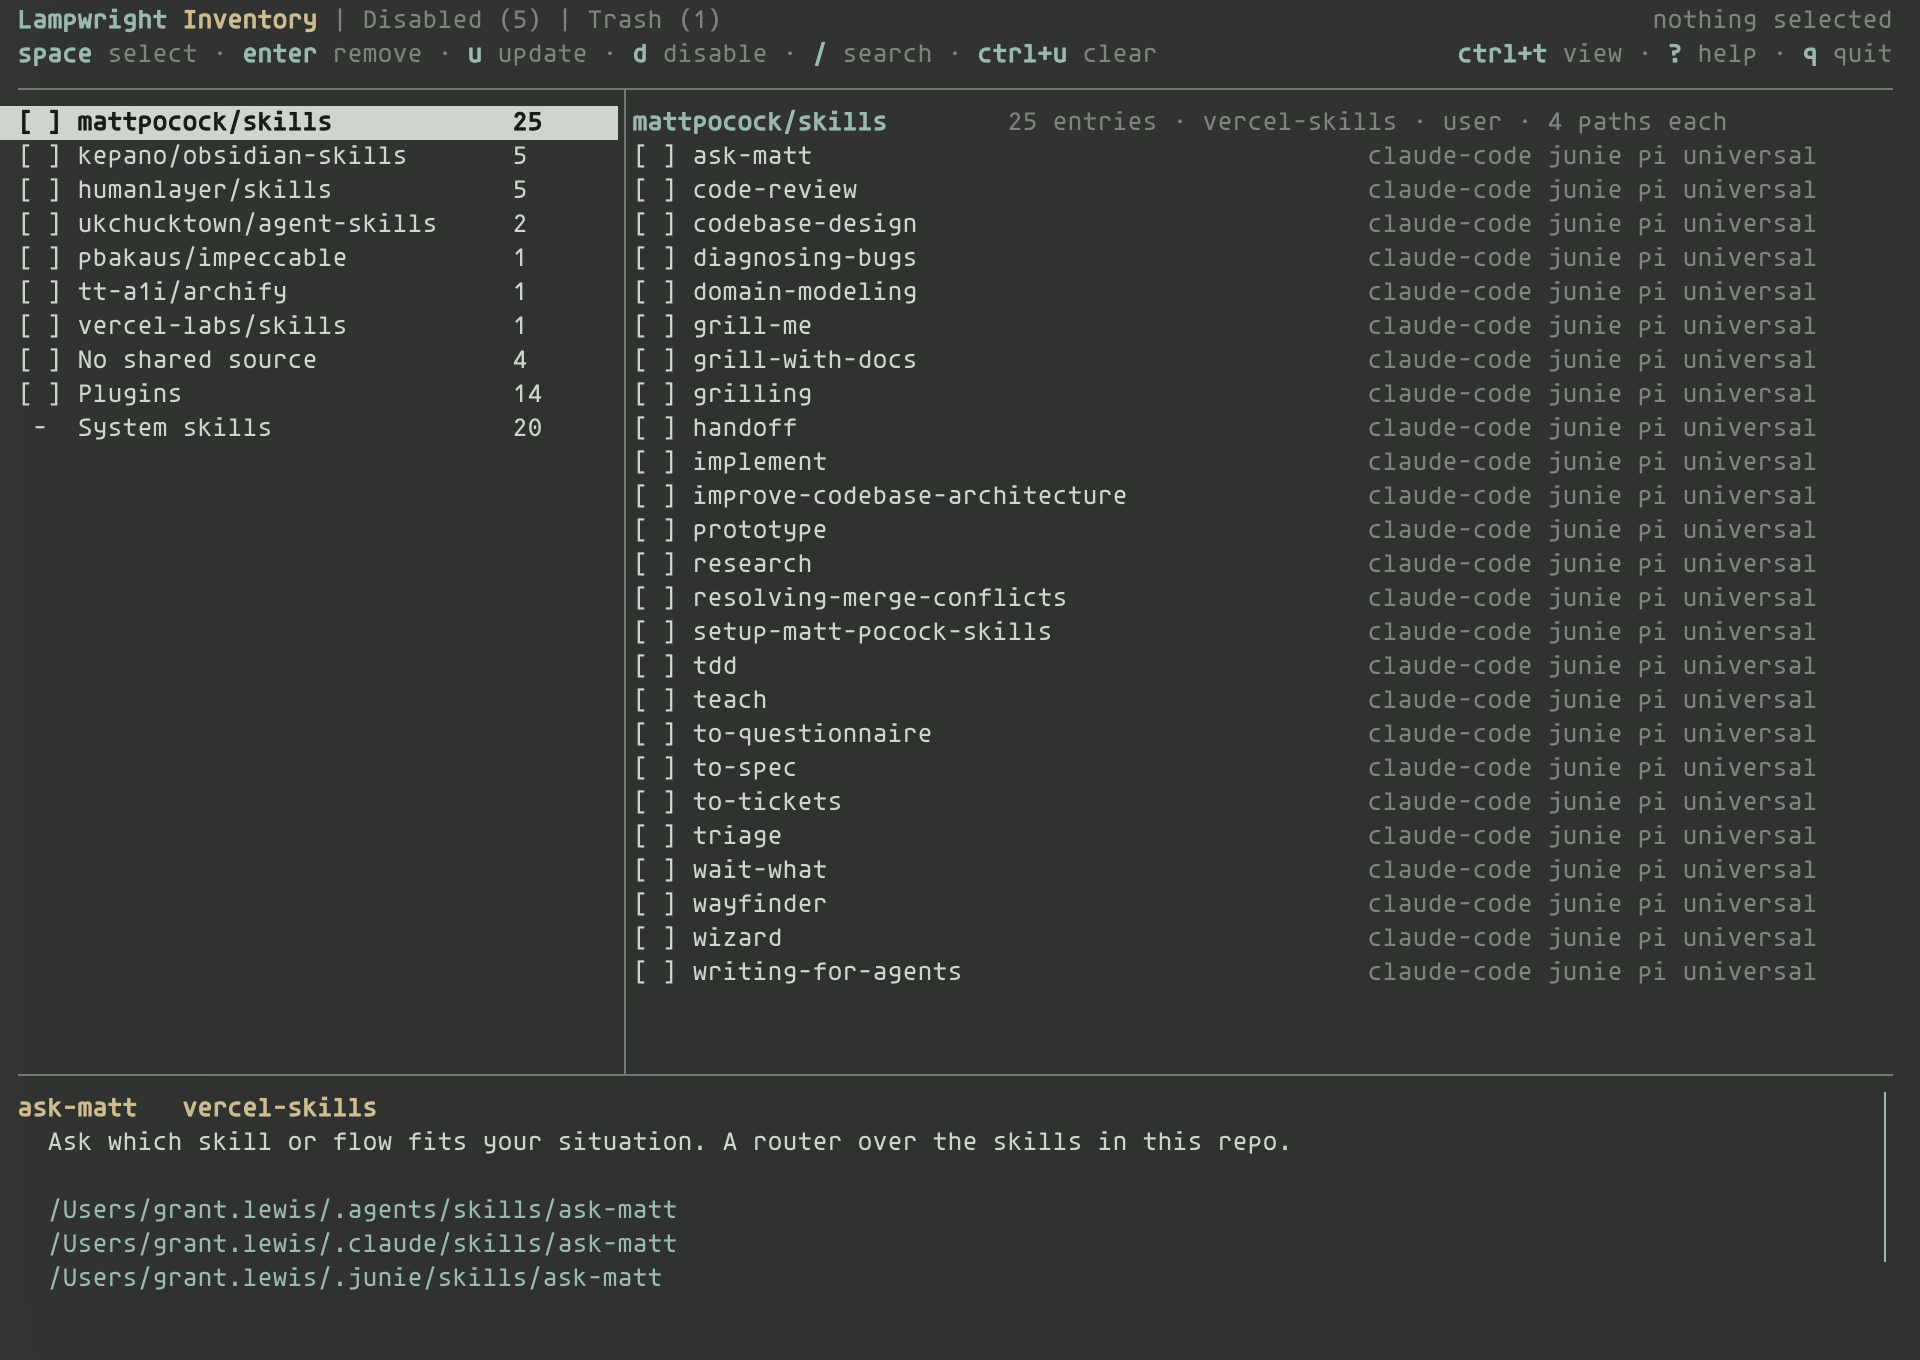 Lampwright Inventory | Disabled (5) | Trash (1) nothing selected
space select · enter remove · u update · d disable · / search · ctrl+u clear ctrl+t view · ? help · q quit
[ ] mattpocock/skills 25
[ ] kepano/obsidian-skills 5
[ ] humanlayer/skills 5
[ ] ukchucktown/agent-skills 2
[ ] pbakaus/impeccable 1
[ ] tt-a1i/archify 1
[ ] vercel-labs/skills 1
[ ] No shared source 4
[ ] Plugins 14
- System skills 20
mattpocock/skills 25 entries · vercel-skills · user · 4 paths each
[ ] ask-matt claude-code junie pi universal
[ ] code-review claude-code junie pi universal
[ ] codebase-design claude-code junie pi universal
[ ] diagnosing-bugs claude-code junie pi universal
[ ] domain-modeling claude-code junie pi universal
[ ] grill-me claude-code junie pi universal
[ ] grill-with-docs claude-code junie pi universal
[ ] grilling claude-code junie pi universal
[ ] handoff claude-code junie pi universal
[ ] implement claude-code junie pi universal
[ ] improve-codebase-architecture claude-code junie pi universal
[ ] prototype claude-code junie pi universal
[ ] research claude-code junie pi universal
[ ] resolving-merge-conflicts claude-code junie pi universal
[ ] setup-matt-pocock-skills claude-code junie pi universal
[ ] tdd claude-code junie pi universal
[ ] teach claude-code junie pi universal
[ ] to-questionnaire claude-code junie pi universal
[ ] to-spec claude-code junie pi universal
[ ] to-tickets claude-code junie pi universal
[ ] triage claude-code junie pi universal
[ ] wait-what claude-code junie pi universal
[ ] wayfinder claude-code junie pi universal
[ ] wizard claude-code junie pi universal
[ ] writing-for-agents claude-code junie pi universal
ask-matt vercel-skills
Ask which skill or flow fits your situation. A router over the skills in this repo.
/Users/grant.lewis/.agents/skills/ask-matt
/Users/grant.lewis/.claude/skills/ask-matt
/Users/grant.lewis/.junie/skills/ask-matt